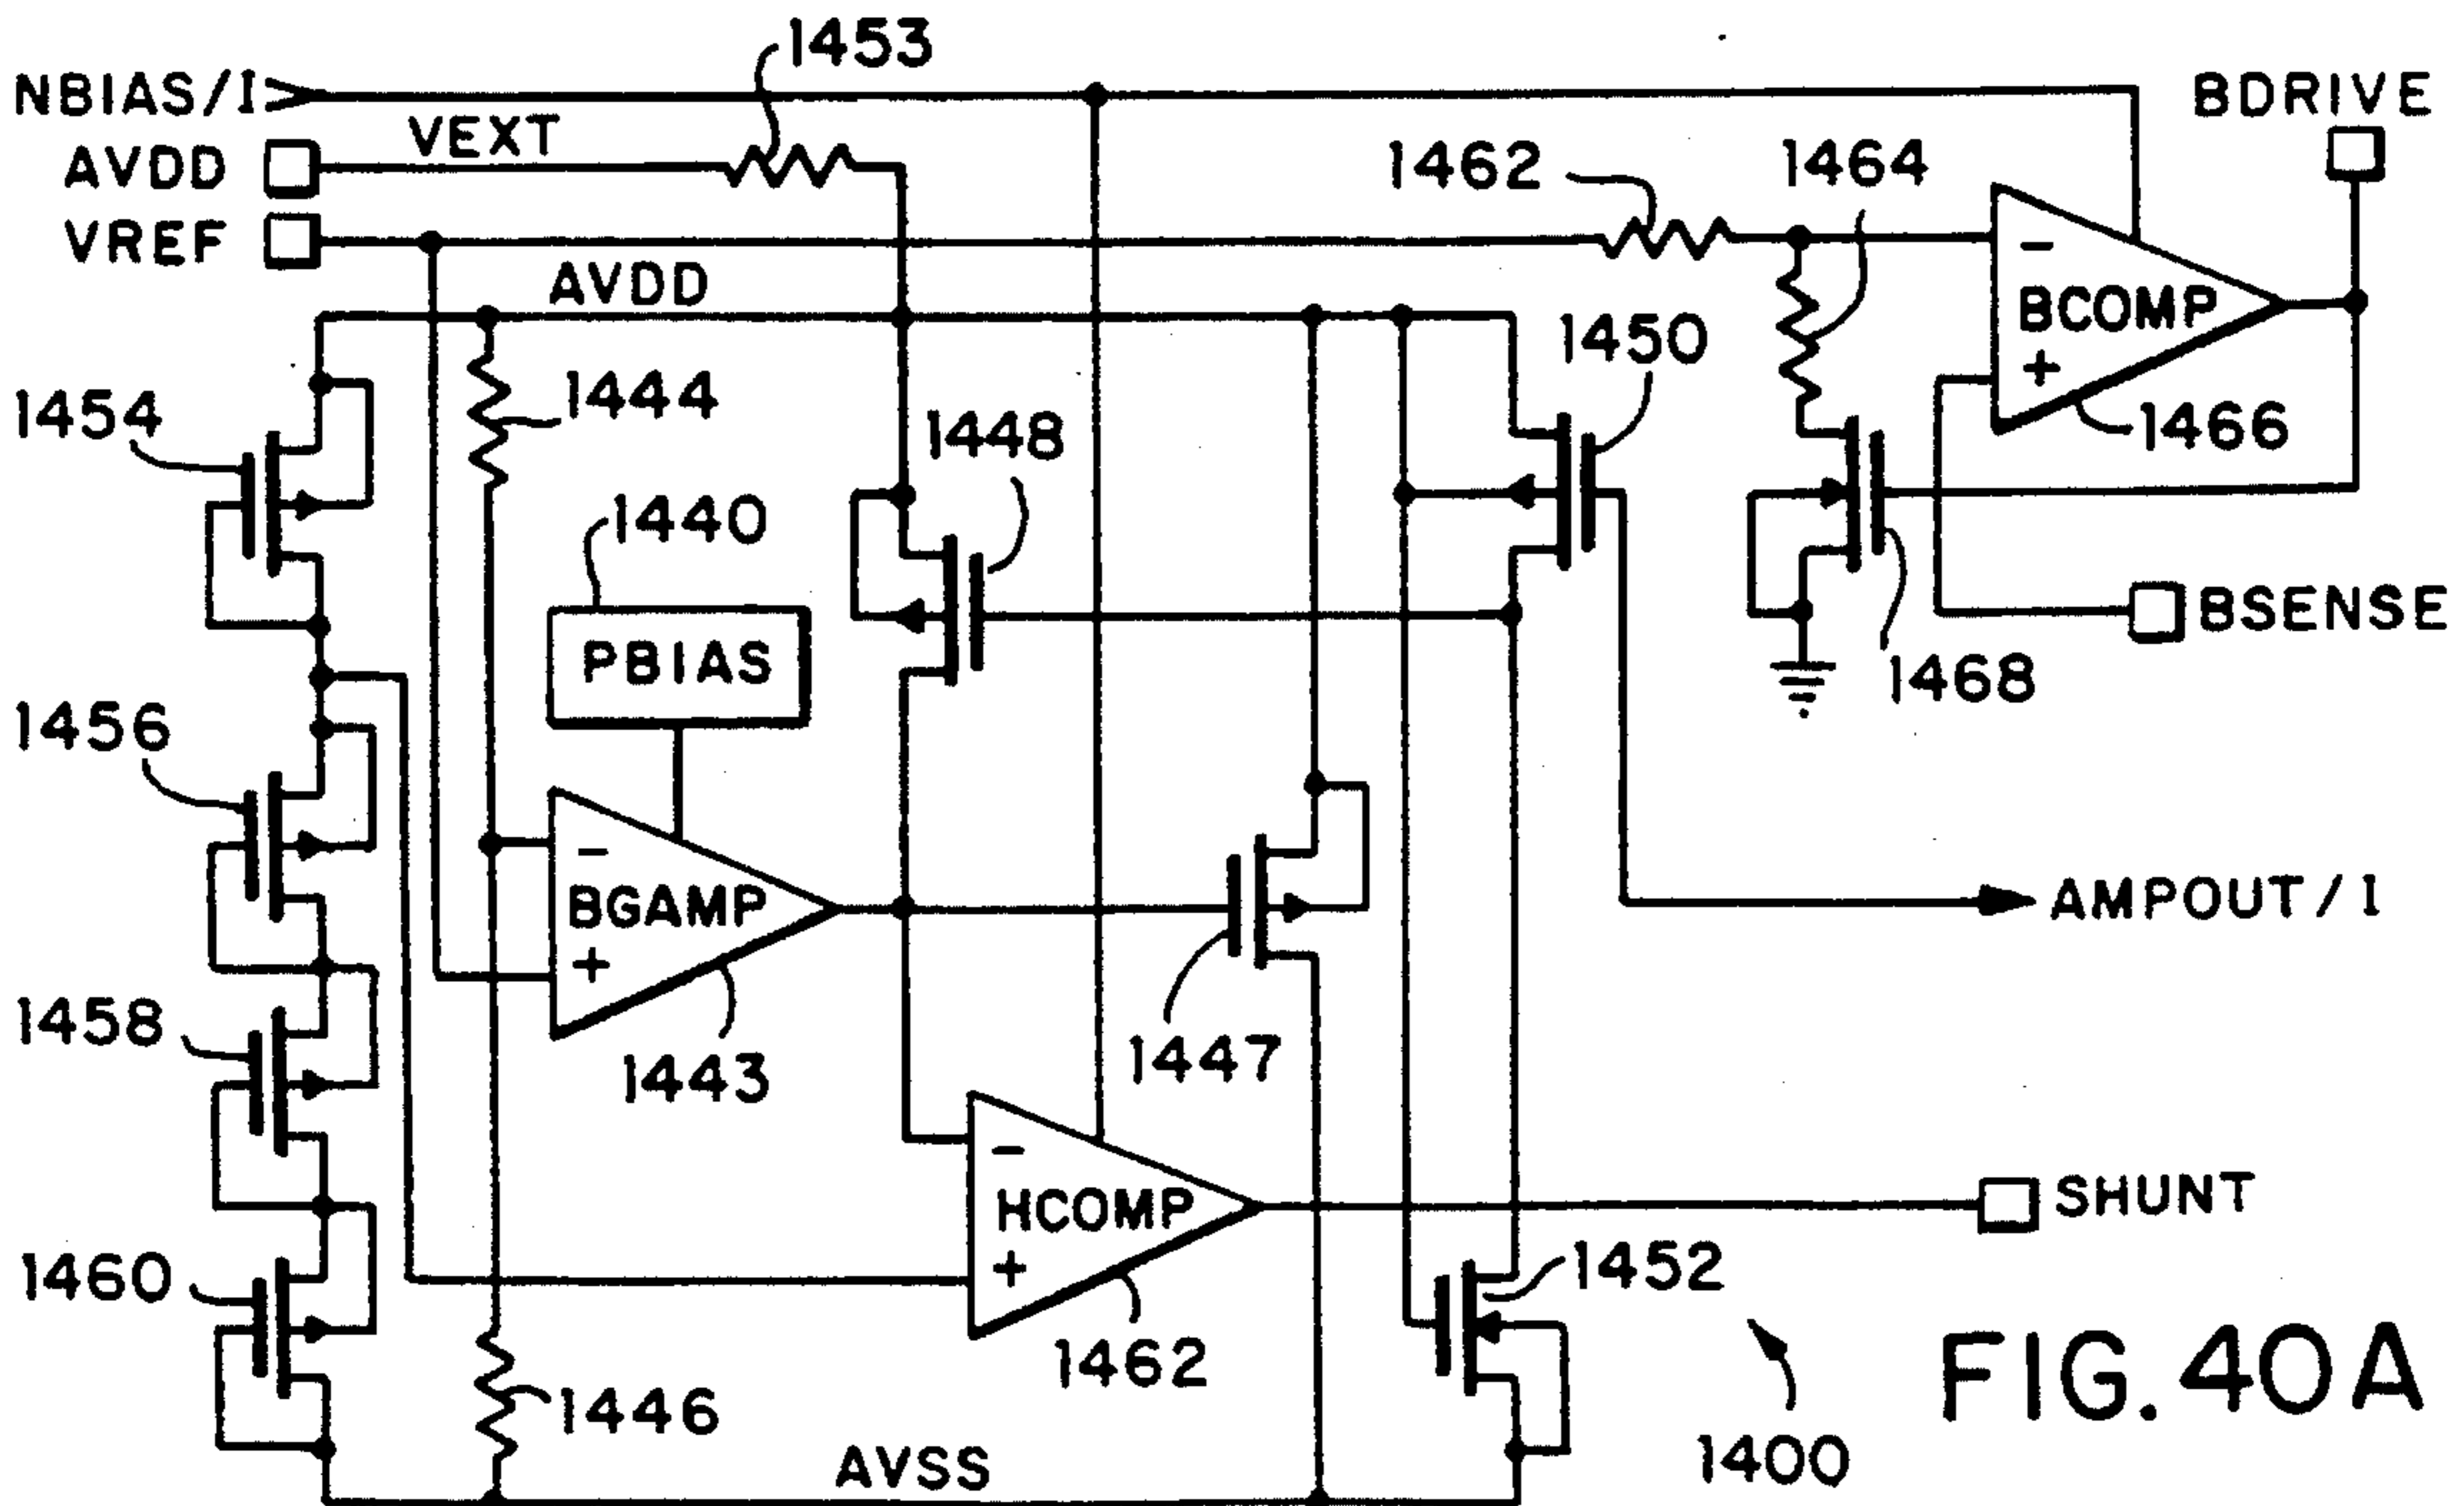 1453
NBIAS/I
BDRIVE
VEXT
AVDD
1462
1464
VREF
AVDD
-
BCOMP
+
1450
1454
1444
1448
1466
1440
BSENSE
PBIAS
1468
1456
-
BGAMP
+
AMPOUT/I
1458
1443
1447
-
HCOMP
+
SHUNT
1460
1452
1462
1446
FIG. 40A
AVSS
1400